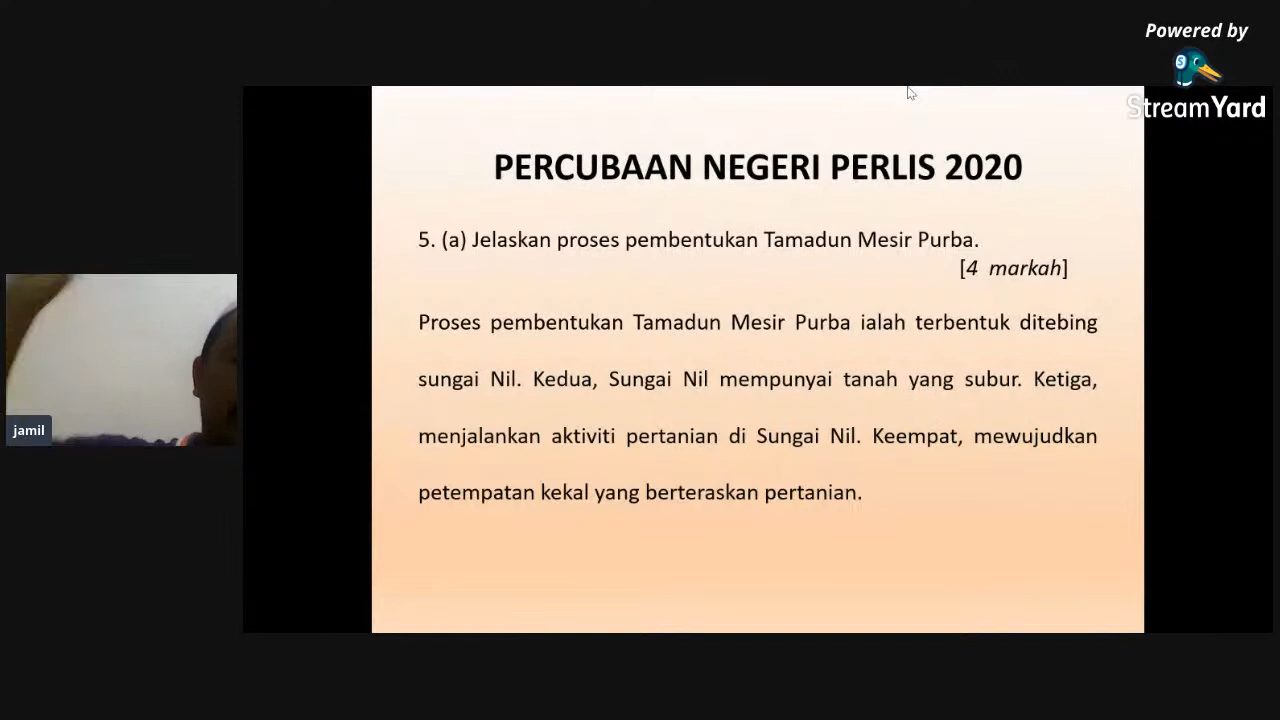 Powered by
StreamYard
PERCUBAAN NEGERI PERLIS 2020
5. (a) Jelaskan proses pembentukan Tamadun Mesir Purba.
[4 markah]
Proses pembentukan Tamadun Mesir Purba ialah terbentuk ditebing
sungai Nil. Kedua, Sungai Nil mempunyai tanah yang subur. Ketiga,
menjalankan aktiviti pertanian di Sungai Nil. Keempat, mewujudkan
petempatan kekal yang berteraskan pertanian.
jamil